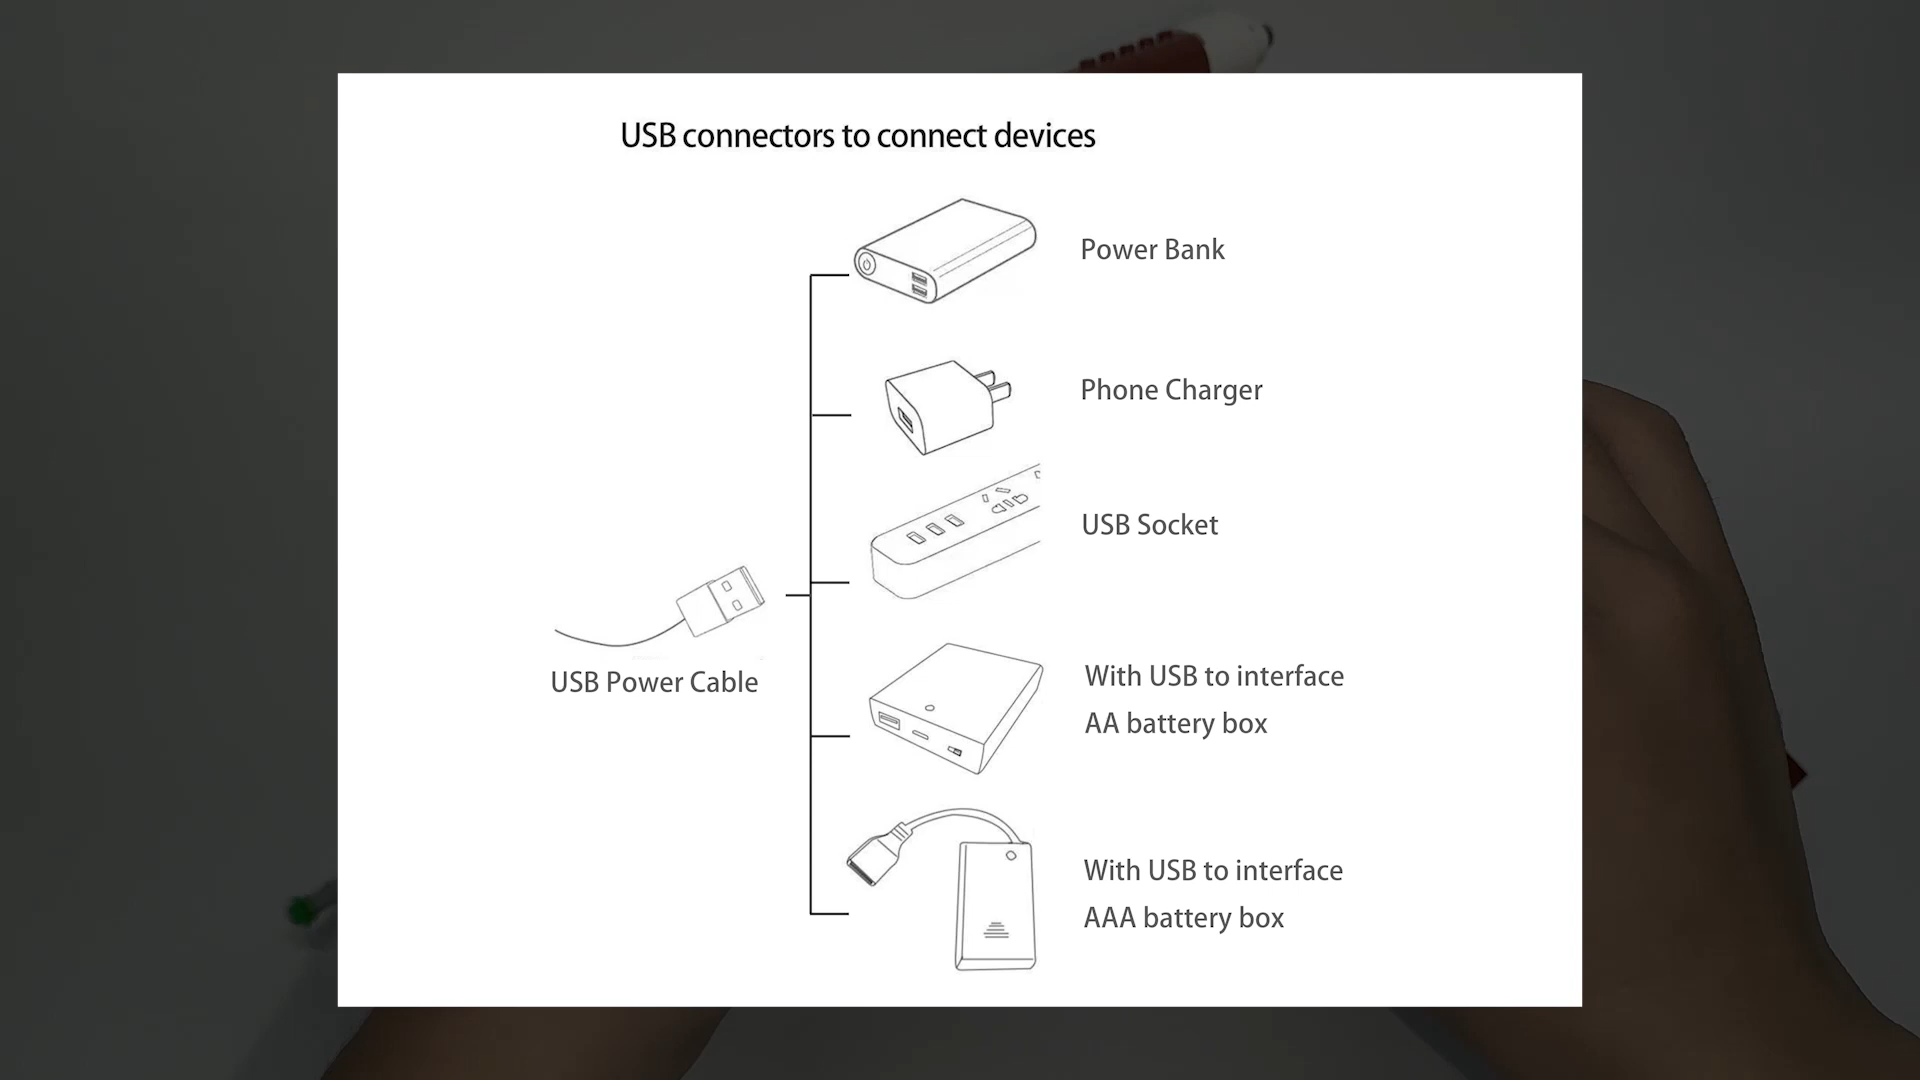 USB connectors to connect devices
Power Bank
Phone Charger
USB Socket
USB Power Cable
With USB to interface
AA battery box
With USB to interface
AAA battery box